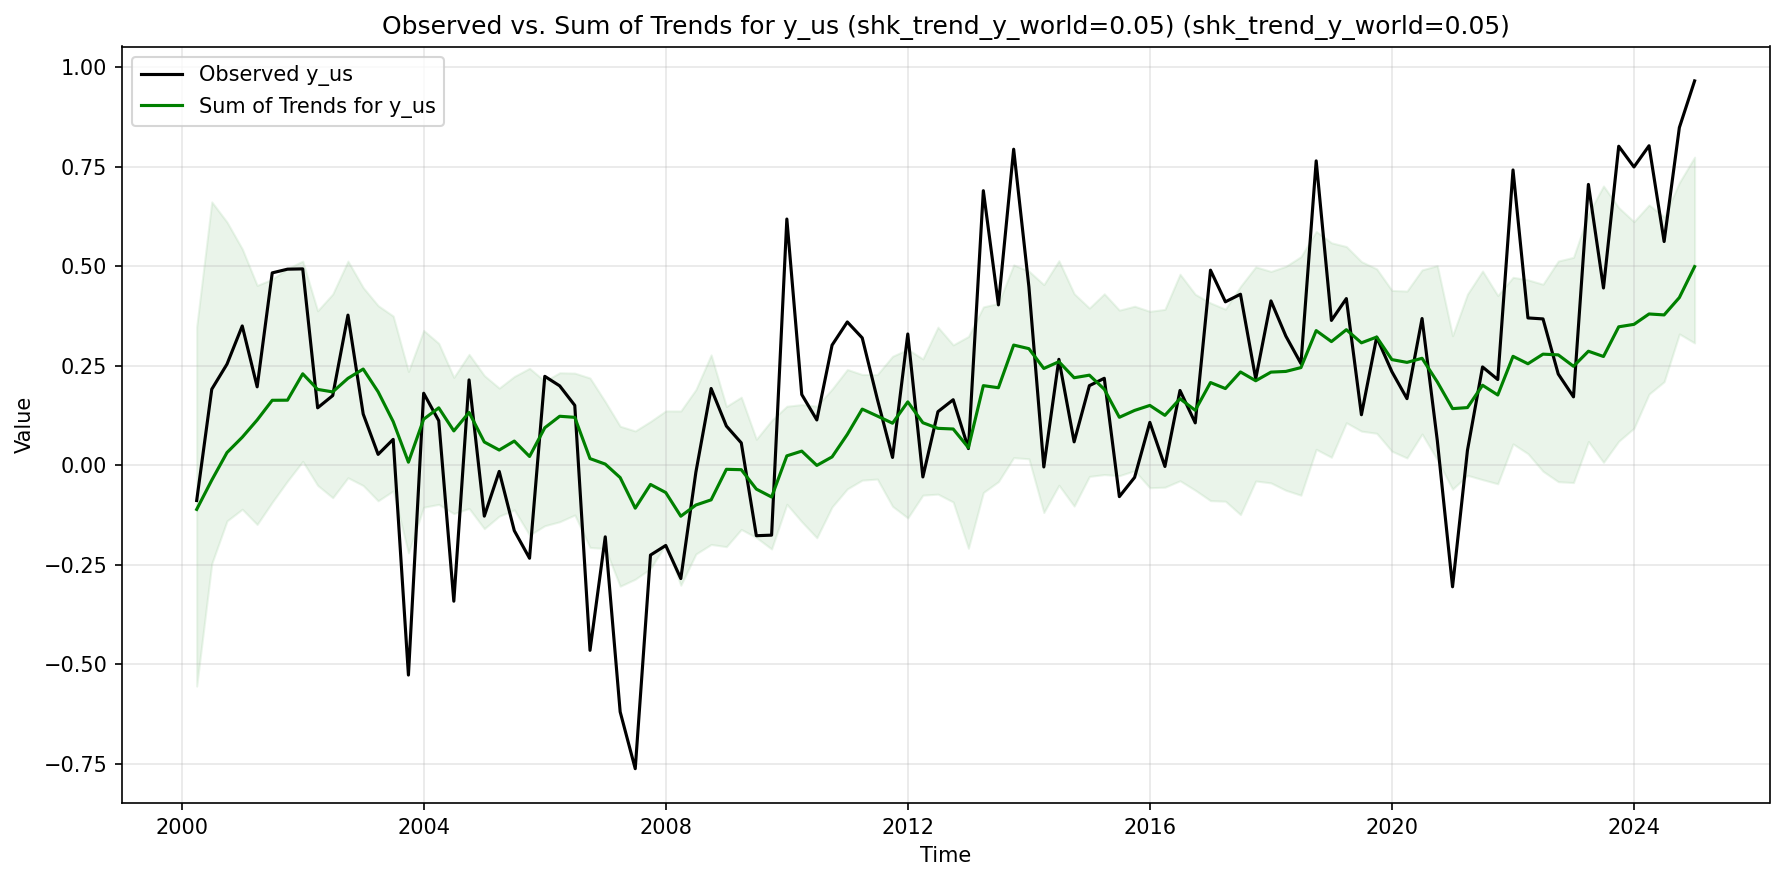 Observed vs. Sum of Trends for y_us (shk_trend_y_world=0.05) (shk_trend_y_world=0.05)
Observed y_us
Sum of Trends for y_us
1.00
0.75
0.50
0.25
0.00
−0.25
−0.50
−0.75
Value
2000 2004 2008 2012 2016 2020 2024
Time